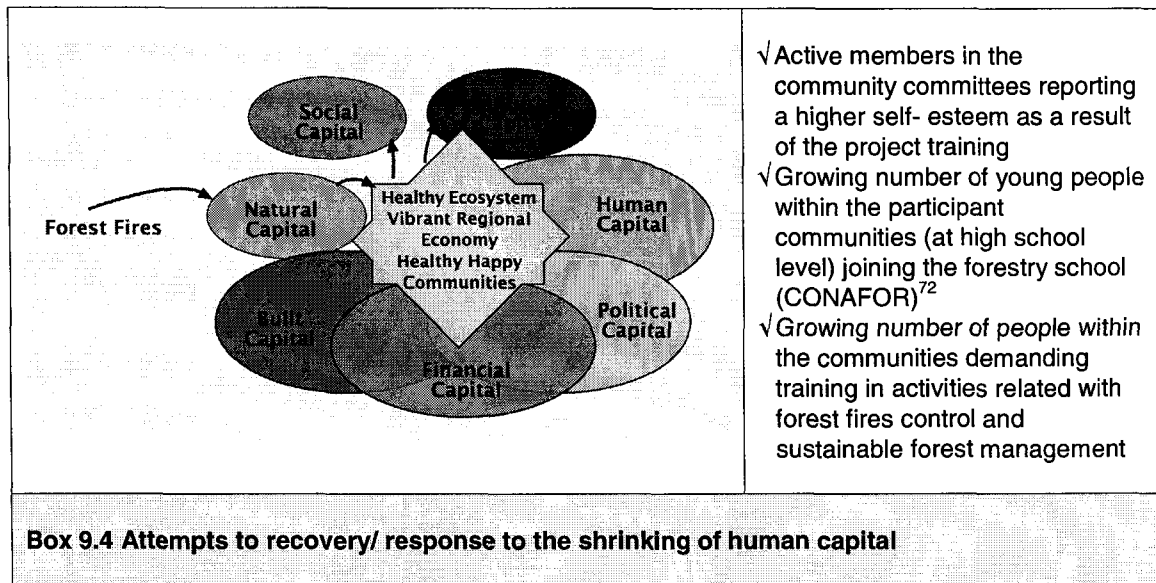 Social
Capital
Forest Fires
Natural
Capital
Healthy Ecosystem
Vibrant Regional
Economy
Healthy Happy
Communities
Human
Capital
Built
Capital
Political
Capital
Financial
Capital
√ Active members in the
community committees reporting
a higher self- esteem as a result
of the project training
√ Growing number of young people
within the participant
communities (at high school
level) joining the forestry school
(CONAFOR)72
√ Growing number of people within
the communities demanding
training in activities related with
forest fires control and
sustainable forest management
Box 9.4 Attempts to recovery/ response to the shrinking of human capital